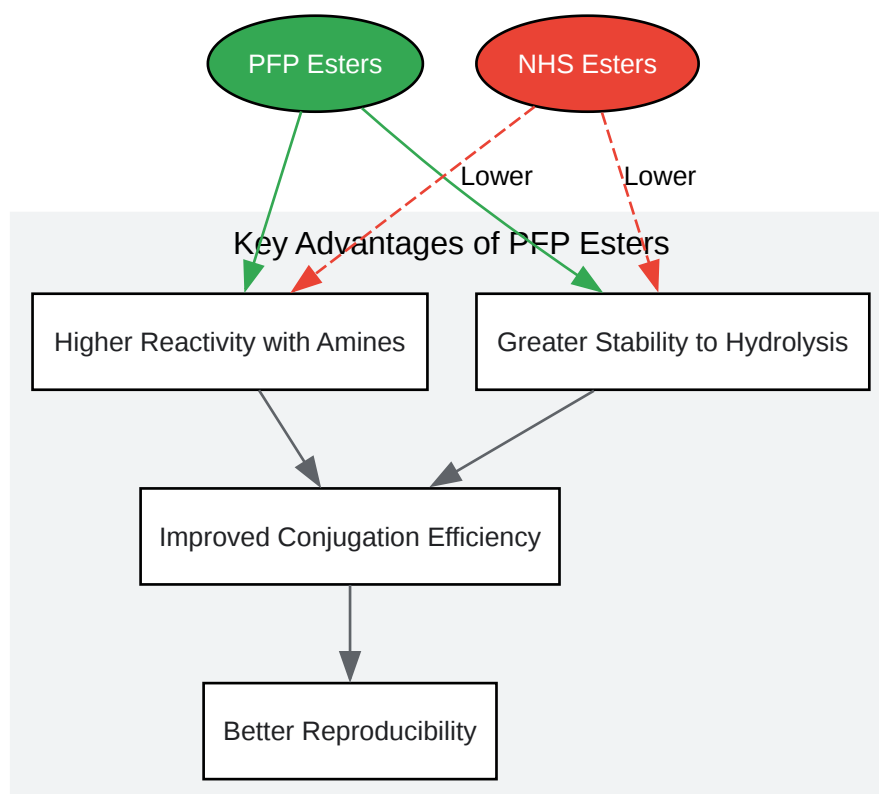 PFP Esters
NHS Esters
Lower
Lower
Key Advantages of PFP Esters
Higher Reactivity with Amines
Greater Stability to Hydrolysis
Improved Conjugation Efficiency
Better Reproducibility